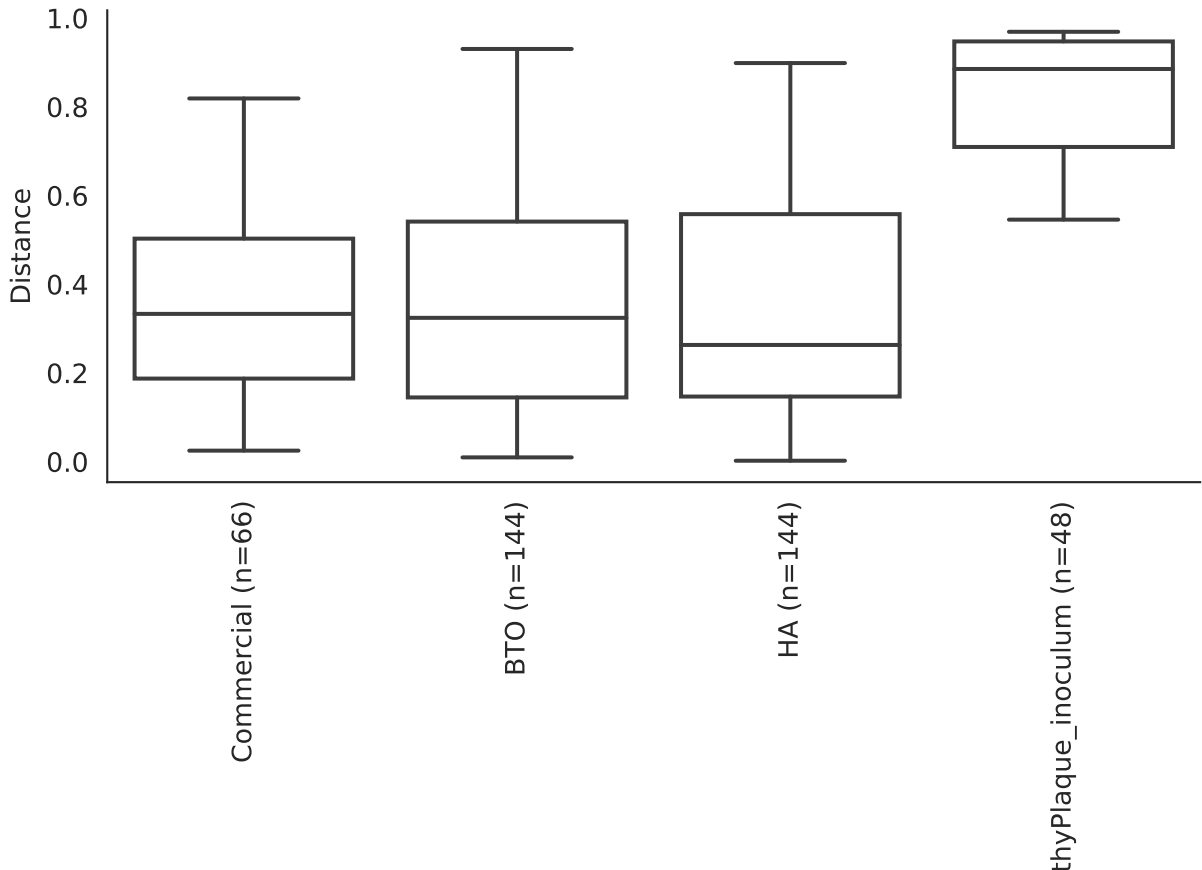 1.0
0.8
0.6
0.4
0.2
0.0
Distance
Commercial (n=66)
BTO (n=144)
HA (n=144)
thyPlaque_inoculum (n=48)